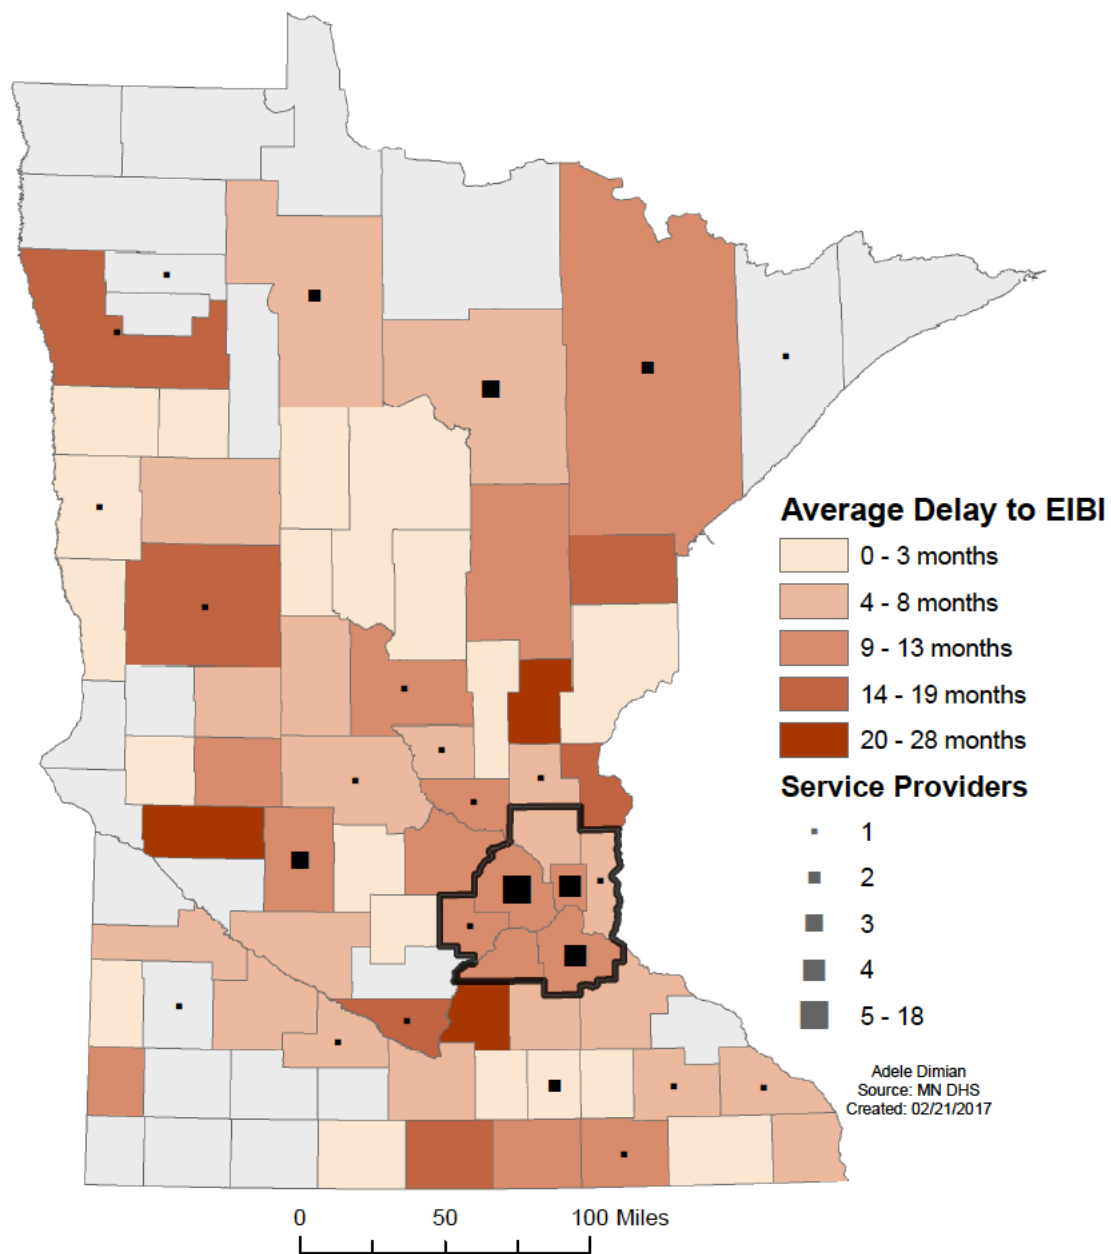 Average Delay to EIBI
0 - 3 months
4 - 8 months
9 - 13 months
14 - 19 months
20 - 28 months
Service Providers
1
2
3
4
5 - 18
Adele Dimian
Source: MN DHS
Created: 02/21/2017
0 50 100 Miles